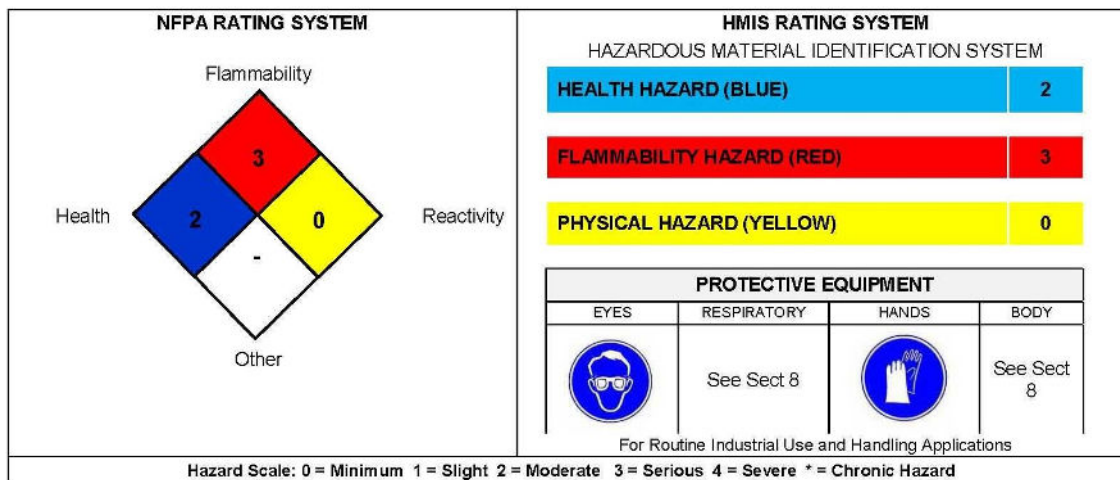 NFPA RATING SYSTEM
Flammability
3
Health
2
0
Reactivity
-
Other
HMIS RATING SYSTEM
HAZARDOUS MATERIAL IDENTIFICATION SYSTEM
HEALTH HAZARD (BLUE) 2
FLAMMABILITY HAZARD (RED) 3
PHYSICAL HAZARD (YELLOW) 0
PROTECTIVE EQUIPMENT
EYES RESPIRATORY HANDS BODY
See Sect 8 See Sect
8
For Routine Industrial Use and Handling Applications
Hazard Scale: 0 = Minimum 1 = Slight 2 = Moderate 3 = Serious 4 = Severe * = Chronic Hazard